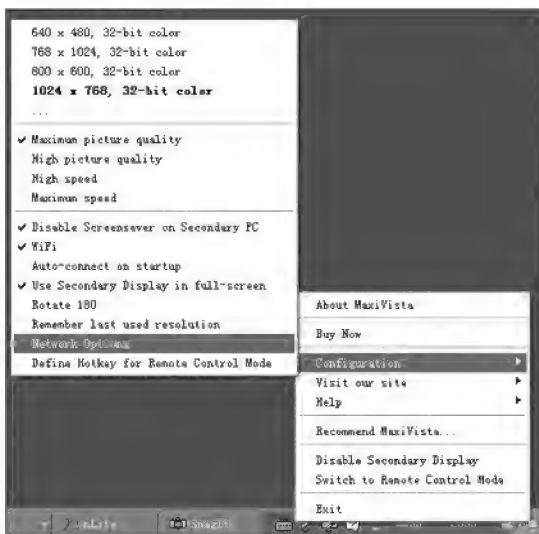 640 x 480, 32-bit color
768 x 1024, 32-bit color
800 x 600, 32-bit color
1024 x 768, 32-bit color
...
Maximum picture quality
High picture quality
High speed
Maximum speed
Disable Screensaver on Secondary PC
WiFi
Auto-connect on startup
Use Secondary Display in full-screen
Rotate 180
Remember last used resolution
Network Options
Define Hotkey for Remote Control Mode
About MaxiVista
Buy Now
Configuration
Visit our site
Help
Recommend MaxiVista...
Disable Secondary Display
Switch to Remote Control Mode
Exit
SnagIt